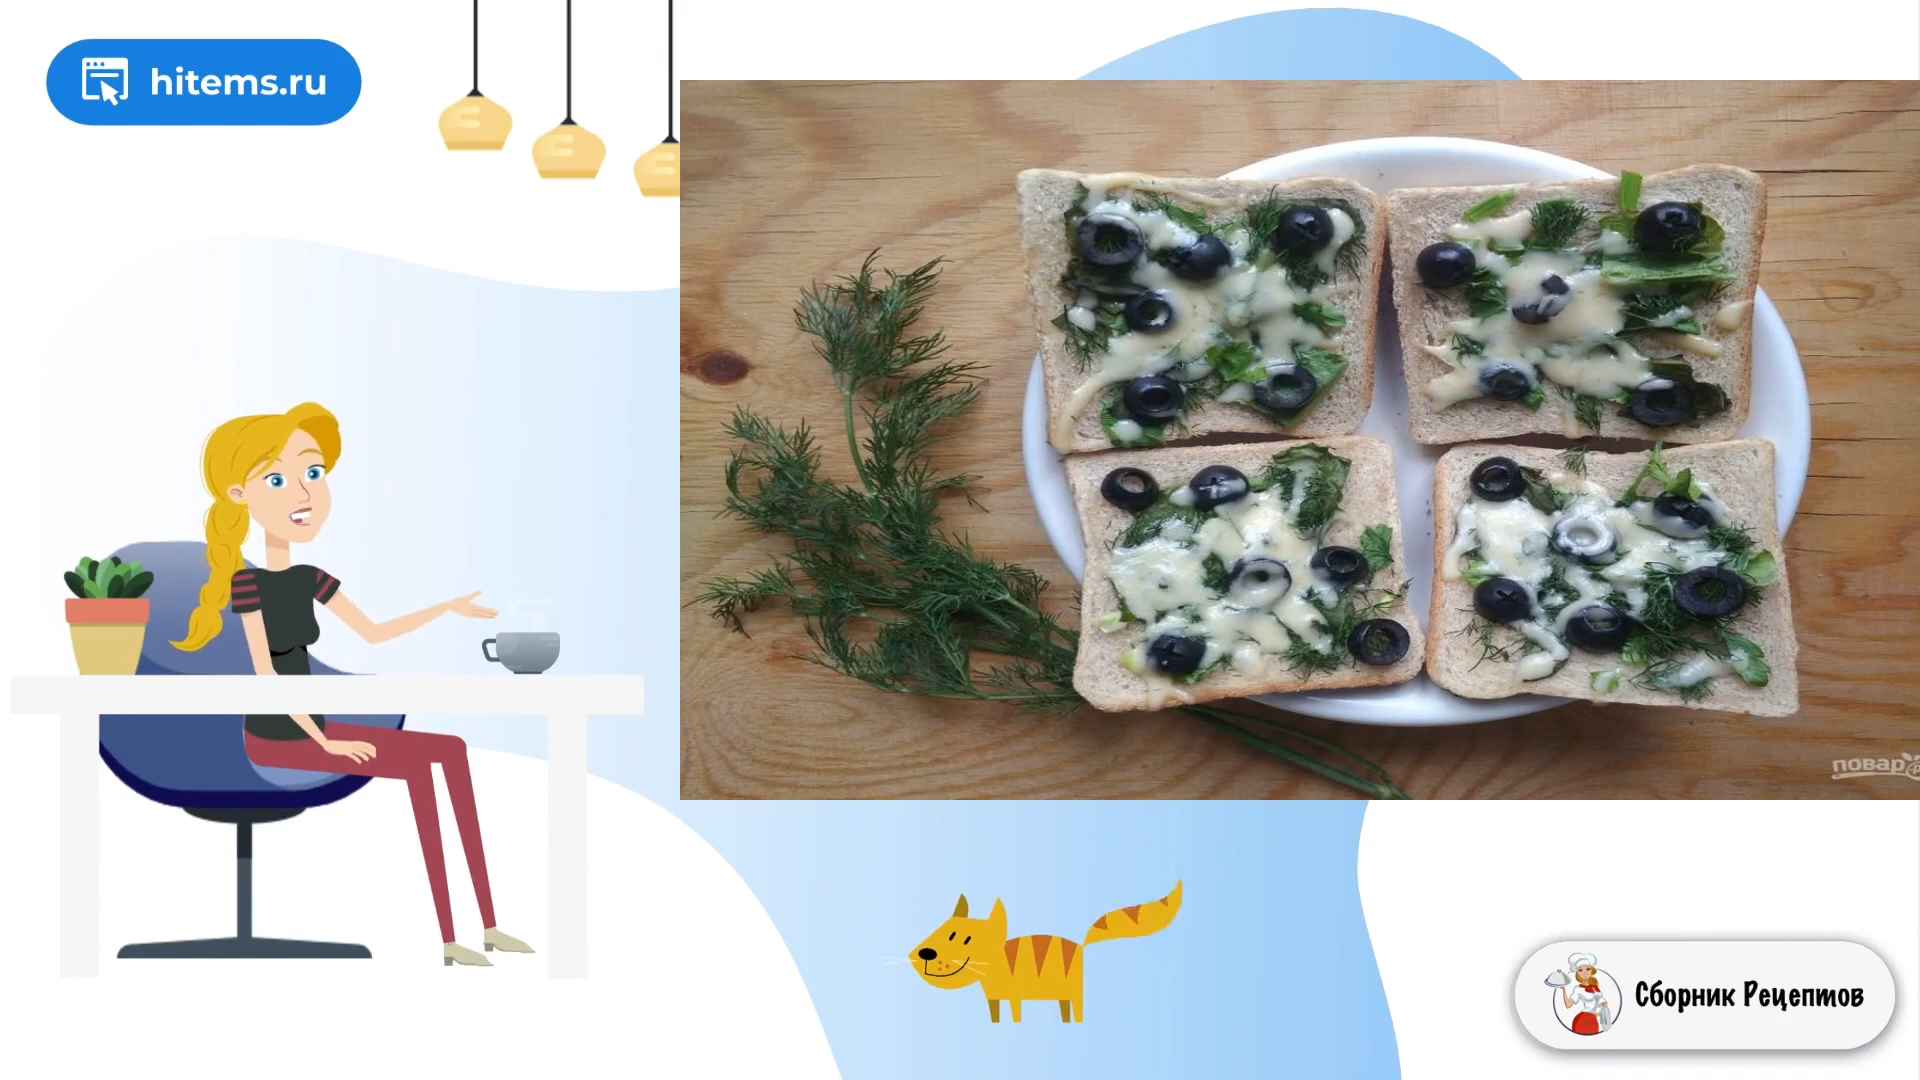 hitems.ru
повар
Сборник Рецептов